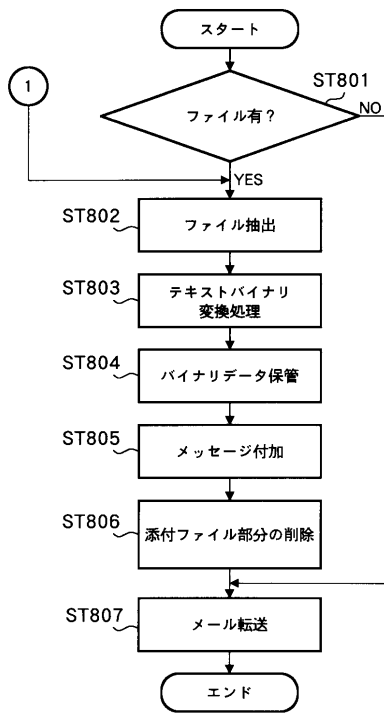 スタート
1
ST801
ファイル有?
NO
YES
ST802
ファイル抽出
ST803
テキストバイナリ
変換処理
ST804
バイナリデータ保管
ST805
メッセージ付加
ST806
添付ファイル部分の削除
ST807
メール転送
エンド